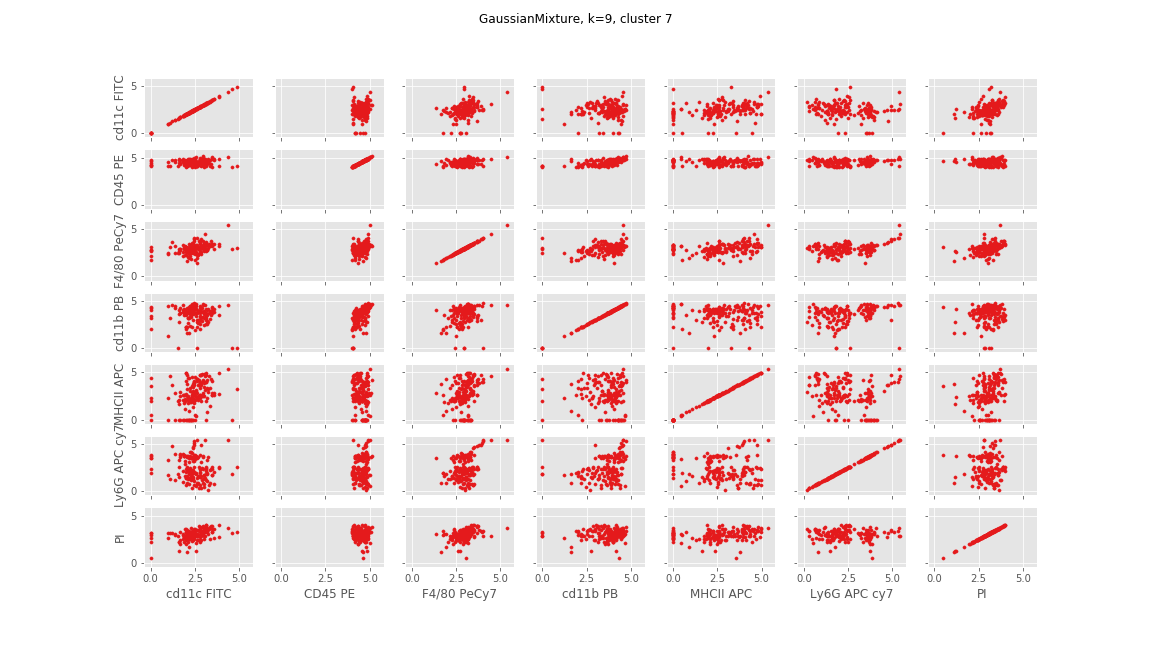 GaussianMixture, k=9, cluster 7
cd11c FITC
5
0
CD45 PE
5
0
F4/80 PeCy7
5
0
cd11b PB
5
0
MHCII APC
5
0
Ly6G APC cy7
5
0
PI
5
0
0.0 2.5 5.0 0.0 2.5 5.0 0.0 2.5 5.0 0.0 2.5 5.0 0.0 2.5 5.0 0.0 2.5 5.0 0.0 2.5 5.0
cd11c FITC CD45 PE F4/80 PeCy7 cd11b PB MHCII APC Ly6G APC cy7 PI